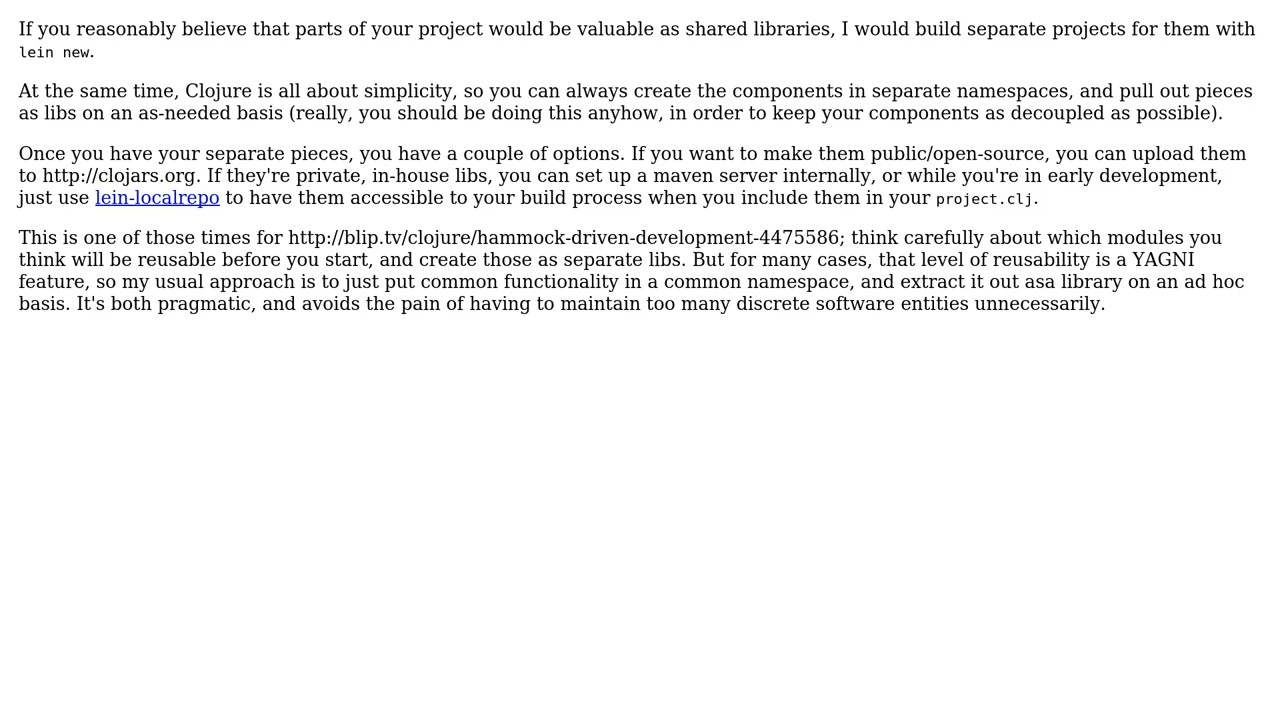 If you reasonably believe that parts of your project would be valuable as shared libraries, I would build separate projects for them with
lein new.
At the same time, Clojure is all about simplicity, so you can always create the components in separate namespaces, and pull out pieces
as libs on an as-needed basis (really, you should be doing this anyhow, in order to keep your components as decoupled as possible).
Once you have your separate pieces, you have a couple of options. If you want to make them public/open-source, you can upload them
to http://clojars.org. If they're private, in-house libs, you can set up a maven server internally, or while you're in early development,
just use lein-localrepo to have them accessible to your build process when you include them in your project.clj.
This is one of those times for http://blip.tv/clojure/hammock-driven-development-4475586; think carefully about which modules you
think will be reusable before you start, and create those as separate libs. But for many cases, that level of reusability is a YAGNI
feature, so my usual approach is to just put common functionality in a common namespace, and extract it out asa library on an ad hoc
basis. It's both pragmatic, and avoids the pain of having to maintain too many discrete software entities unnecessarily.